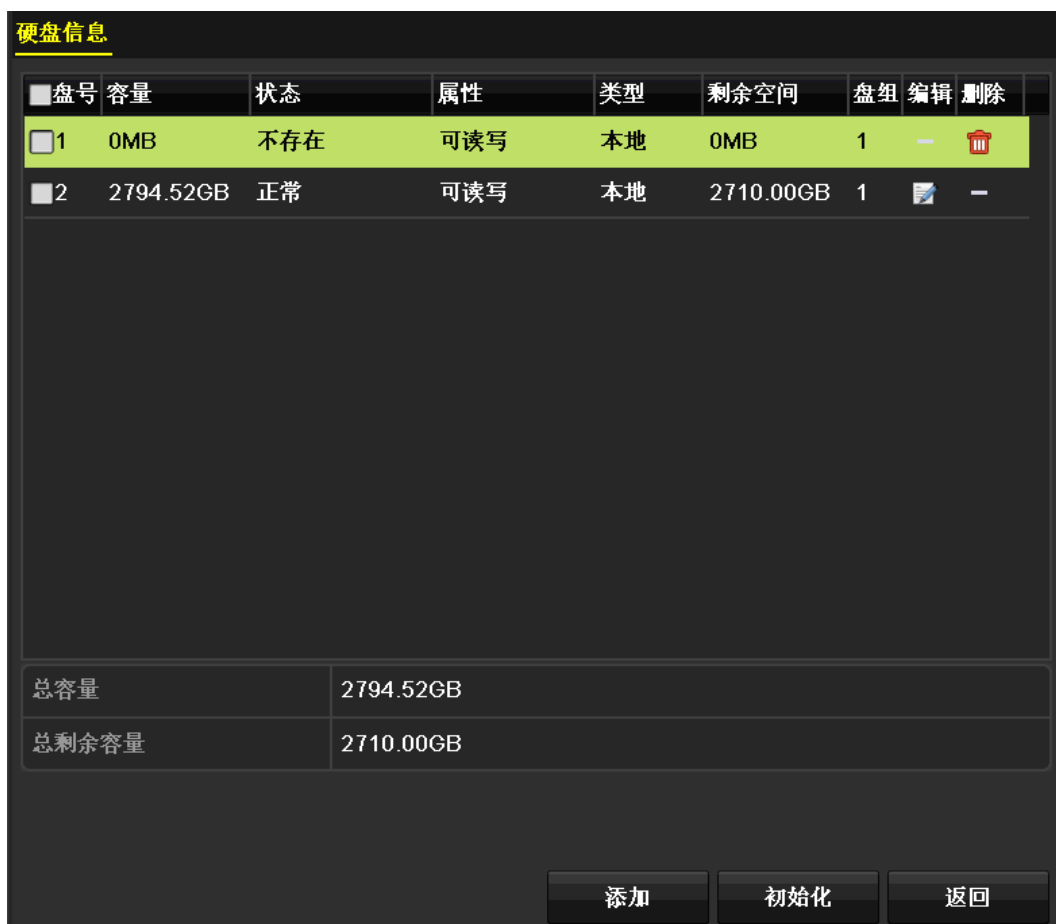 硬盘信息
盘号 容量 状态 属性 类型 剩余空间 盘组 编辑 删除
1 0MB 不存在 可读写 本地 0MB 1 –
2 2794.52GB 正常 可读写 本地 2710.00GB 1 –
总容量 2794.52GB
总剩余容量 2710.00GB
添加 初始化 返回